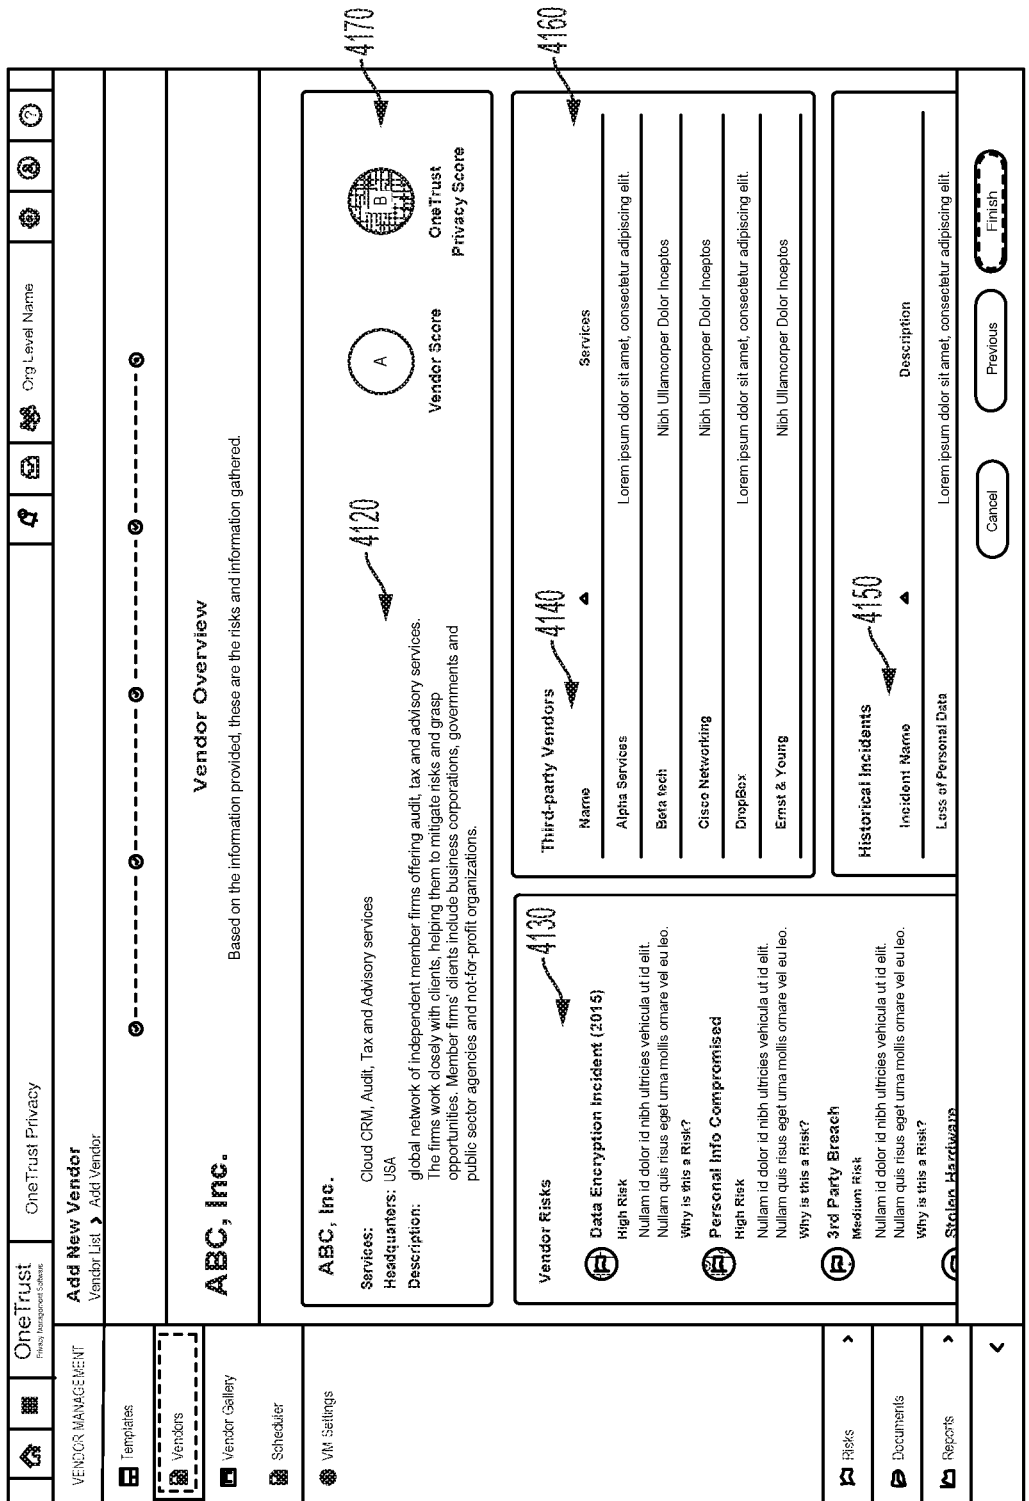 OneTrust
Privacy Management Software
OneTrust Privacy
Org Level Name
VENDOR MANAGEMENT
Templates
Vendors
Vendor Gallery
Scheduler
VM Settings
Risks
Documents
Reports
Add New Vendor
Vendor List > Add Vendor
ABC, Inc.
Vendor Overview
Based on the information provided, these are the risks and information gathered.
ABC, Inc.
Services: Cloud CRM, Audit, Tax and Advisory services
Headquarters: USA
Description: global network of independent member firms offering audit, tax and advisory services.
The firms work closely with clients, helping them to mitigate risks and grasp
opportunities. Member firms' clients include business corporations, governments and
public sector agencies and not-for-profit organizations.
4120
A
Vendor Score
B
OneTrust
Privacy Score
4170
Vendor Risks
4130
Data Encryption Incident (2015)
High Risk
Nullam id dolor id nibh ultricies vehicula ut id elit.
Nullam quis risus eget urna mollis ornare vel eu leo.
Why is this a Risk?
Personal Info Compromised
High Risk
Nullam id dolor id nibh ultricies vehicula ut id elit.
Nullam quis risus eget urna mollis ornare vel eu leo.
Why is this a Risk?
3rd Party Breach
Medium Risk
Nullam id dolor id nibh ultricies vehicula ut id elit.
Nullam quis risus eget urna mollis ornare vel eu leo.
Why is this a Risk?
Stolen Hardware
Third-party Vendors
4140
4160
Name Services
Alpha Services Lorem ipsum dolor sit amet, consectetur adipiscing elit.
Beta tech Nibh Ullamcorper Dolor Inceptos
Cisco Networking Nibh Ullamcorper Dolor Inceptos
DropBox Lorem ipsum dolor sit amet, consectetur adipiscing elit.
Ernst & Young Nibh Ullamcorper Dolor Inceptos
Historical Incidents
4150
Incident Name Description
Loss of Personal Data Lorem ipsum dolor sit amet, consectetur adipiscing elit.
Cancel
Previous
Finish